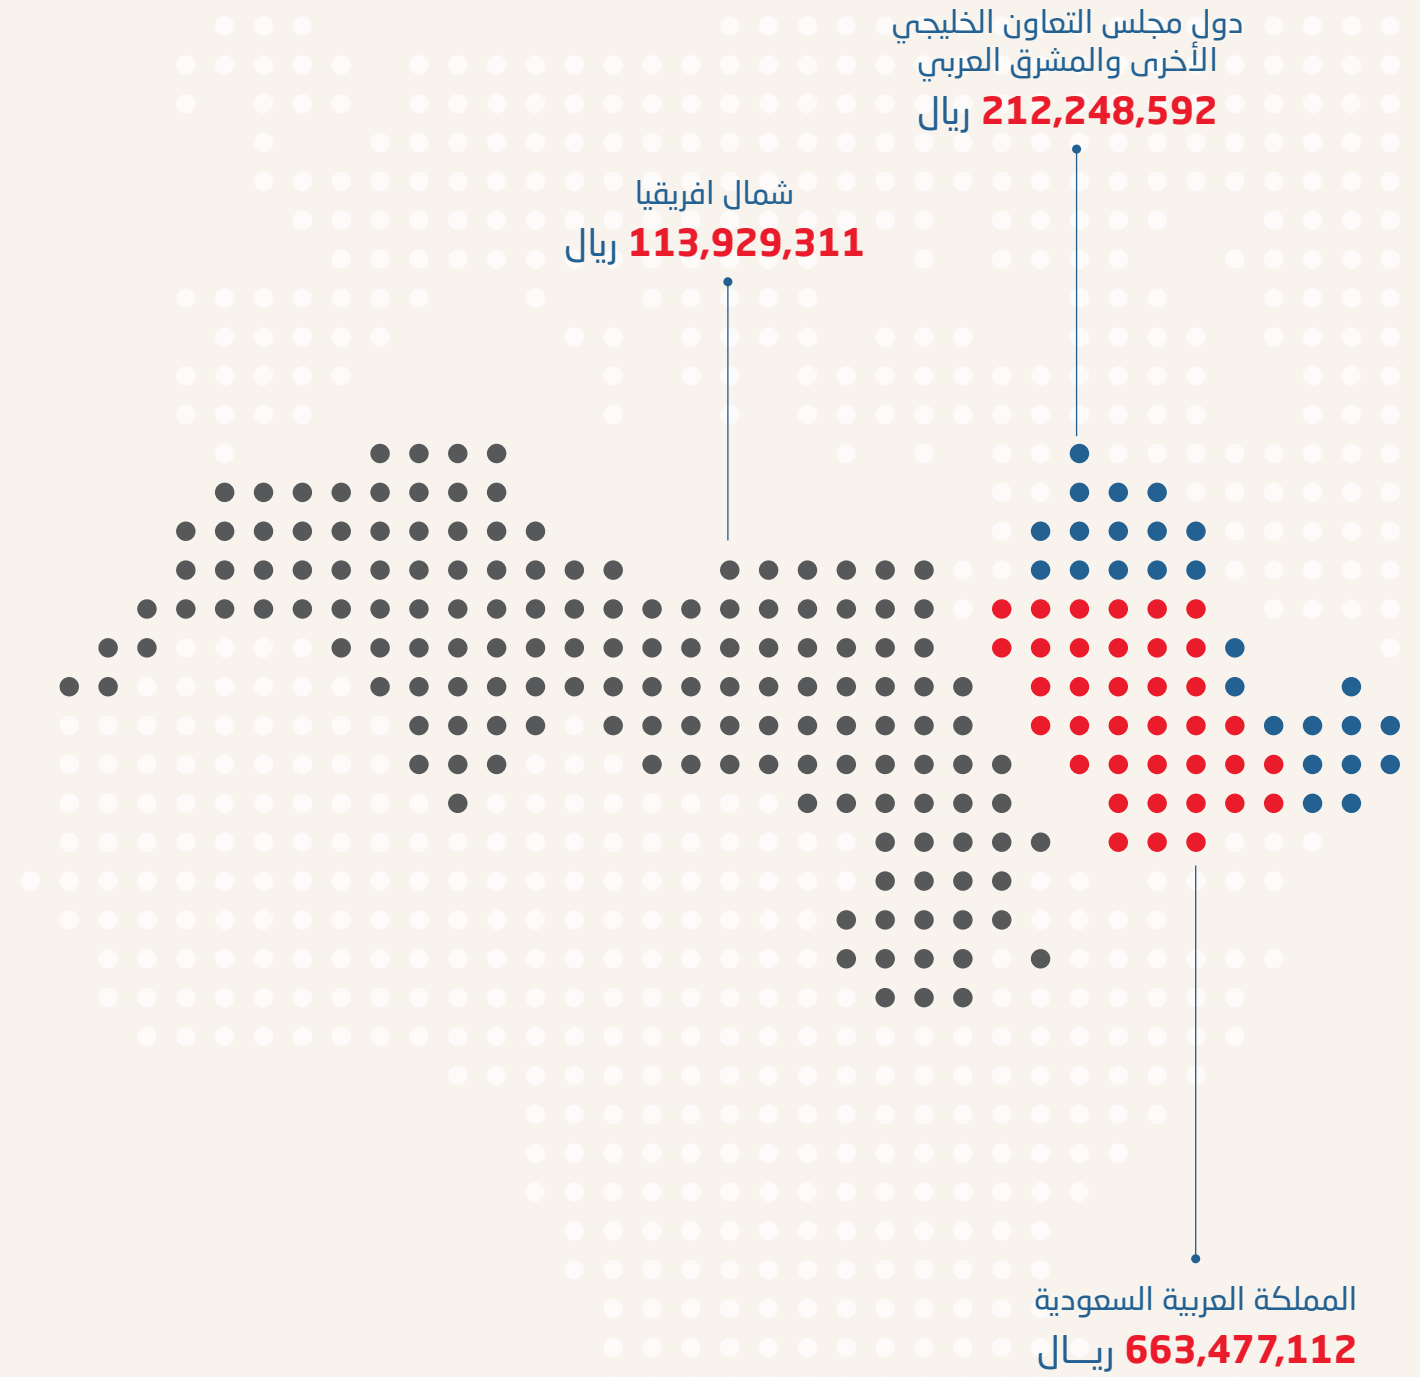 دول مجلس التعاون الخليجي
الأخرى والمشرق العربي
212,248,592 ريال
شمال افريقيا
113,929,311 ريال
المملكة العربية السعودية
663,477,112 ريـــال